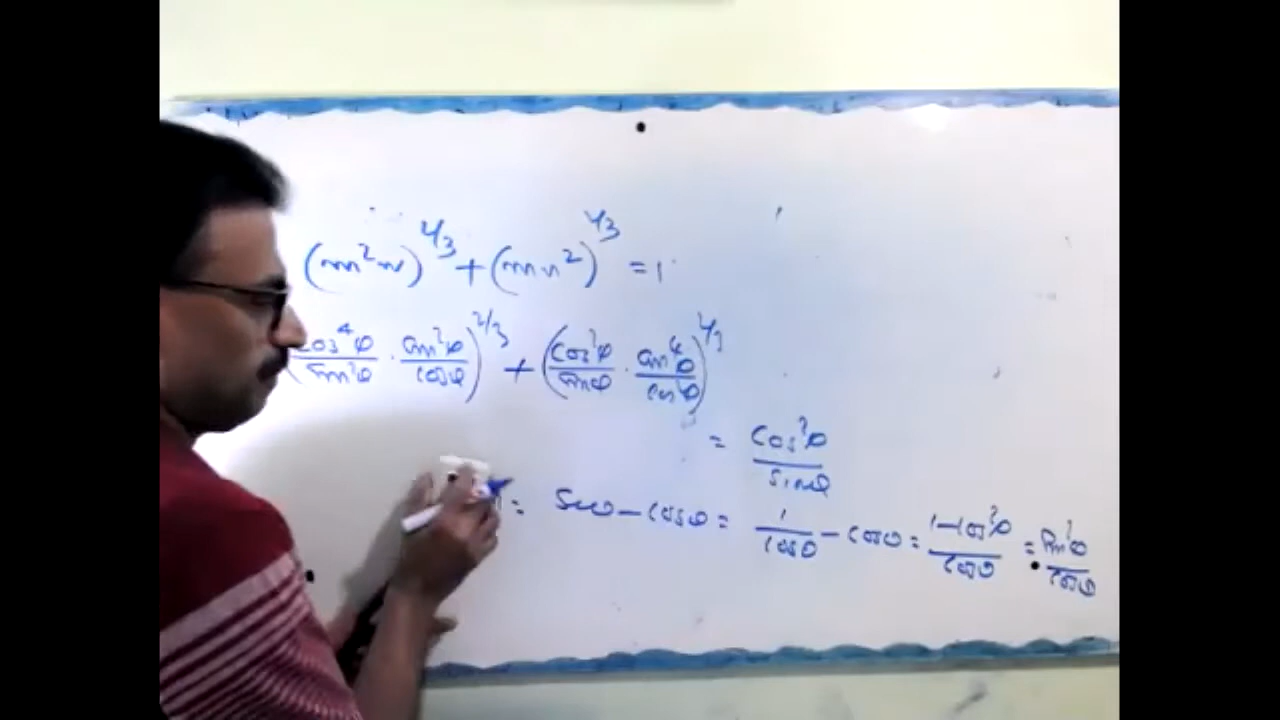 (m²n)^1/3 + (mn²)^1/3 = 1
(cos⁴θ/sin²θ · sin²θ/cosθ)^2/3 + (cos²θ/sinθ · sin⁴θ/cos²θ)^1/3
= cos²θ/sinθ
= secθ - cosθ = 1/cosθ - cosθ = 1-cos²θ/cosθ = sin²θ/cosθ